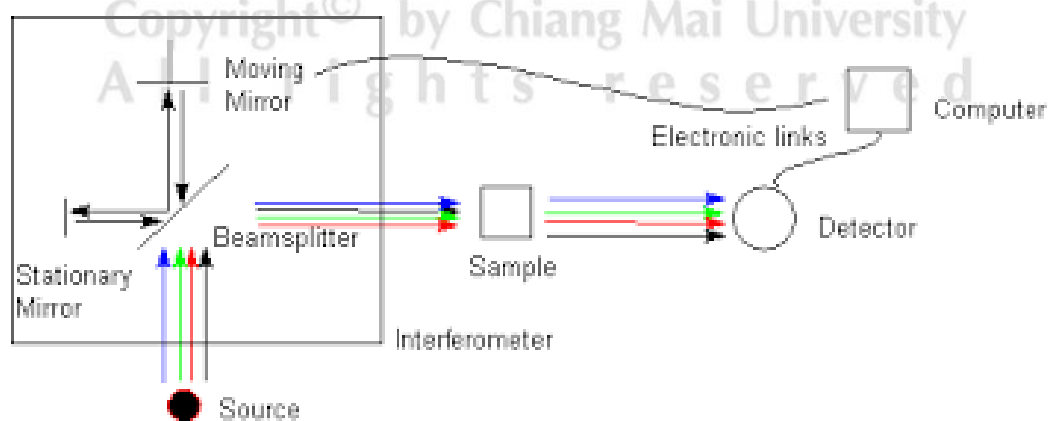 Copyright© by Chiang Mai University
All rights reserved
Moving
Mirror
Computer
Electronic links
Beamsplitter
Detector
Sample
Stationary
Mirror
Interferometer
Source